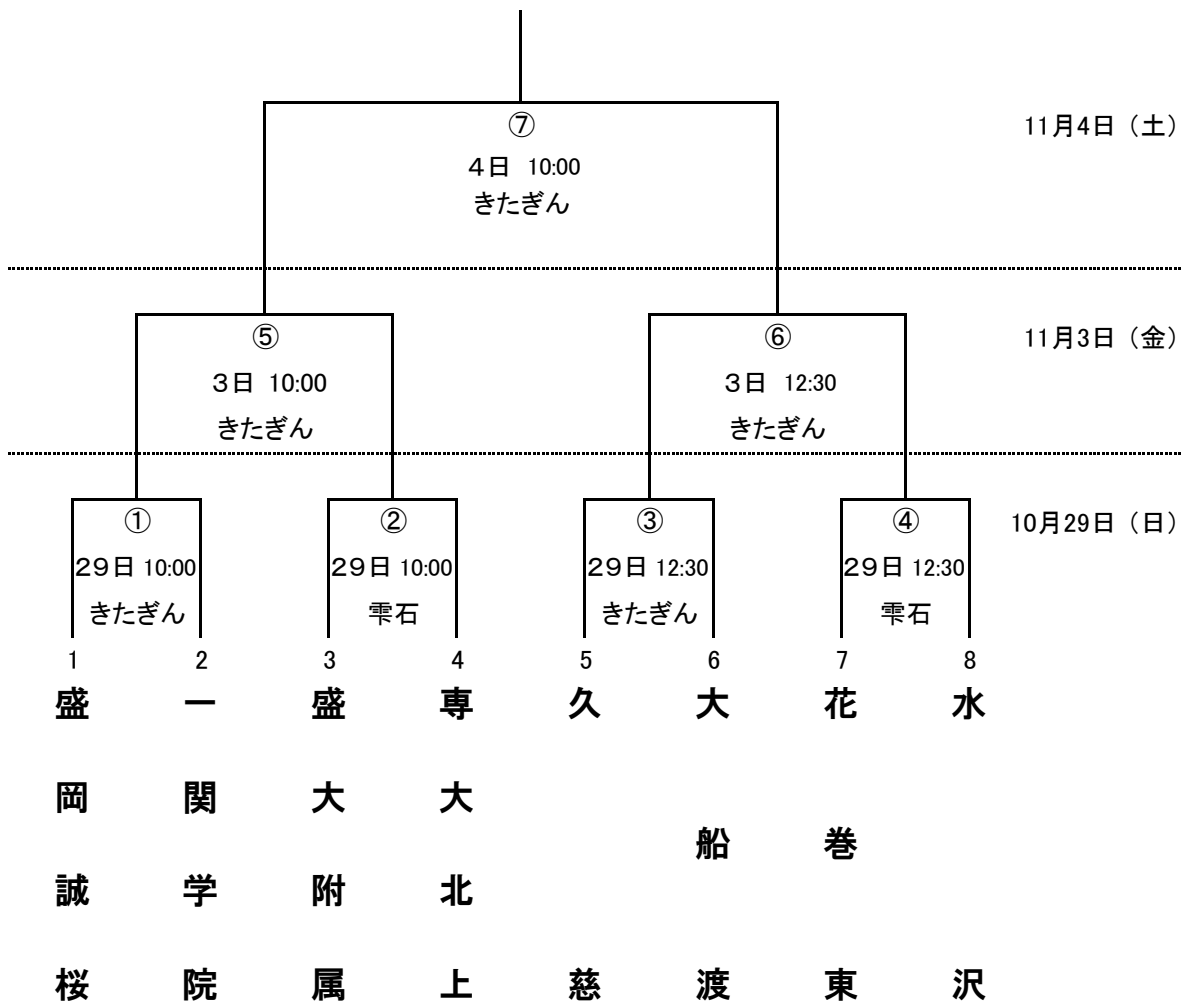 ⑦
11月4日（土）
４日 10:00
きたぎん
⑤
⑥
11月3日（金）
３日 10:00
３日 12:30
きたぎん
きたぎん
①
②
③
④
10月29日（日）
２９日 10:00
２９日 10:00
２９日 12:30
２９日 12:30
きたぎん
雫石
きたぎん
雫石
1
2
3
4
5
6
7
8
盛岡誠桜
一関学院
盛大附属
専大北上
久慈
大船渡
花巻東
水沢